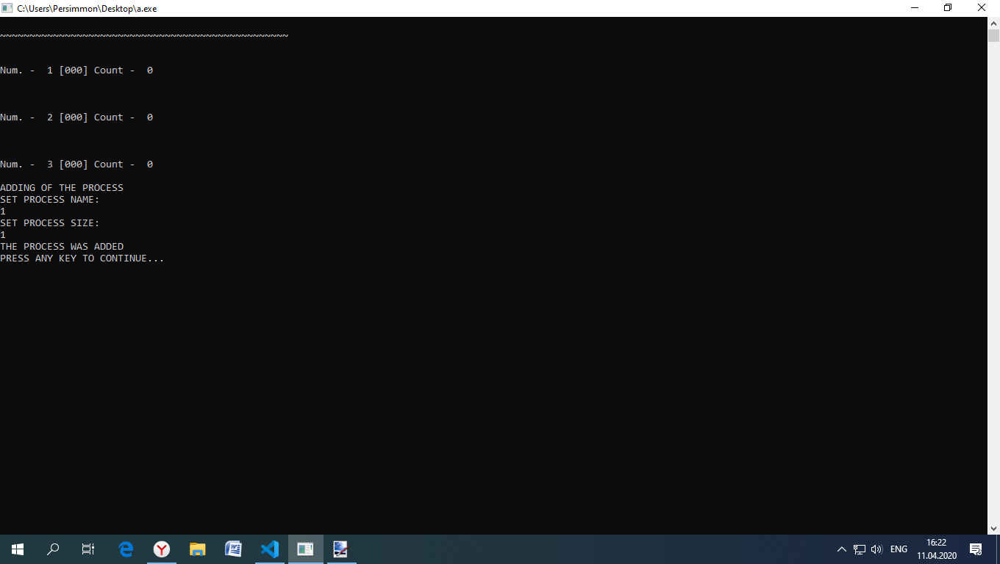 C:\Users\Persimmon\Desktop\a.exe
~~~~~~~~~~~~~~~~~~~~~~~~~~~~~~~~~~~~~~~~~~~~~~~~~
Num. -  1 [000] Count -  0
Num. -  2 [000] Count -  0
Num. -  3 [000] Count -  0
ADDING OF THE PROCESS
SET PROCESS NAME:
1
SET PROCESS SIZE:
1
THE PROCESS WAS ADDED
PRESS ANY KEY TO CONTINUE...
ENG
16:22
11.04.2020